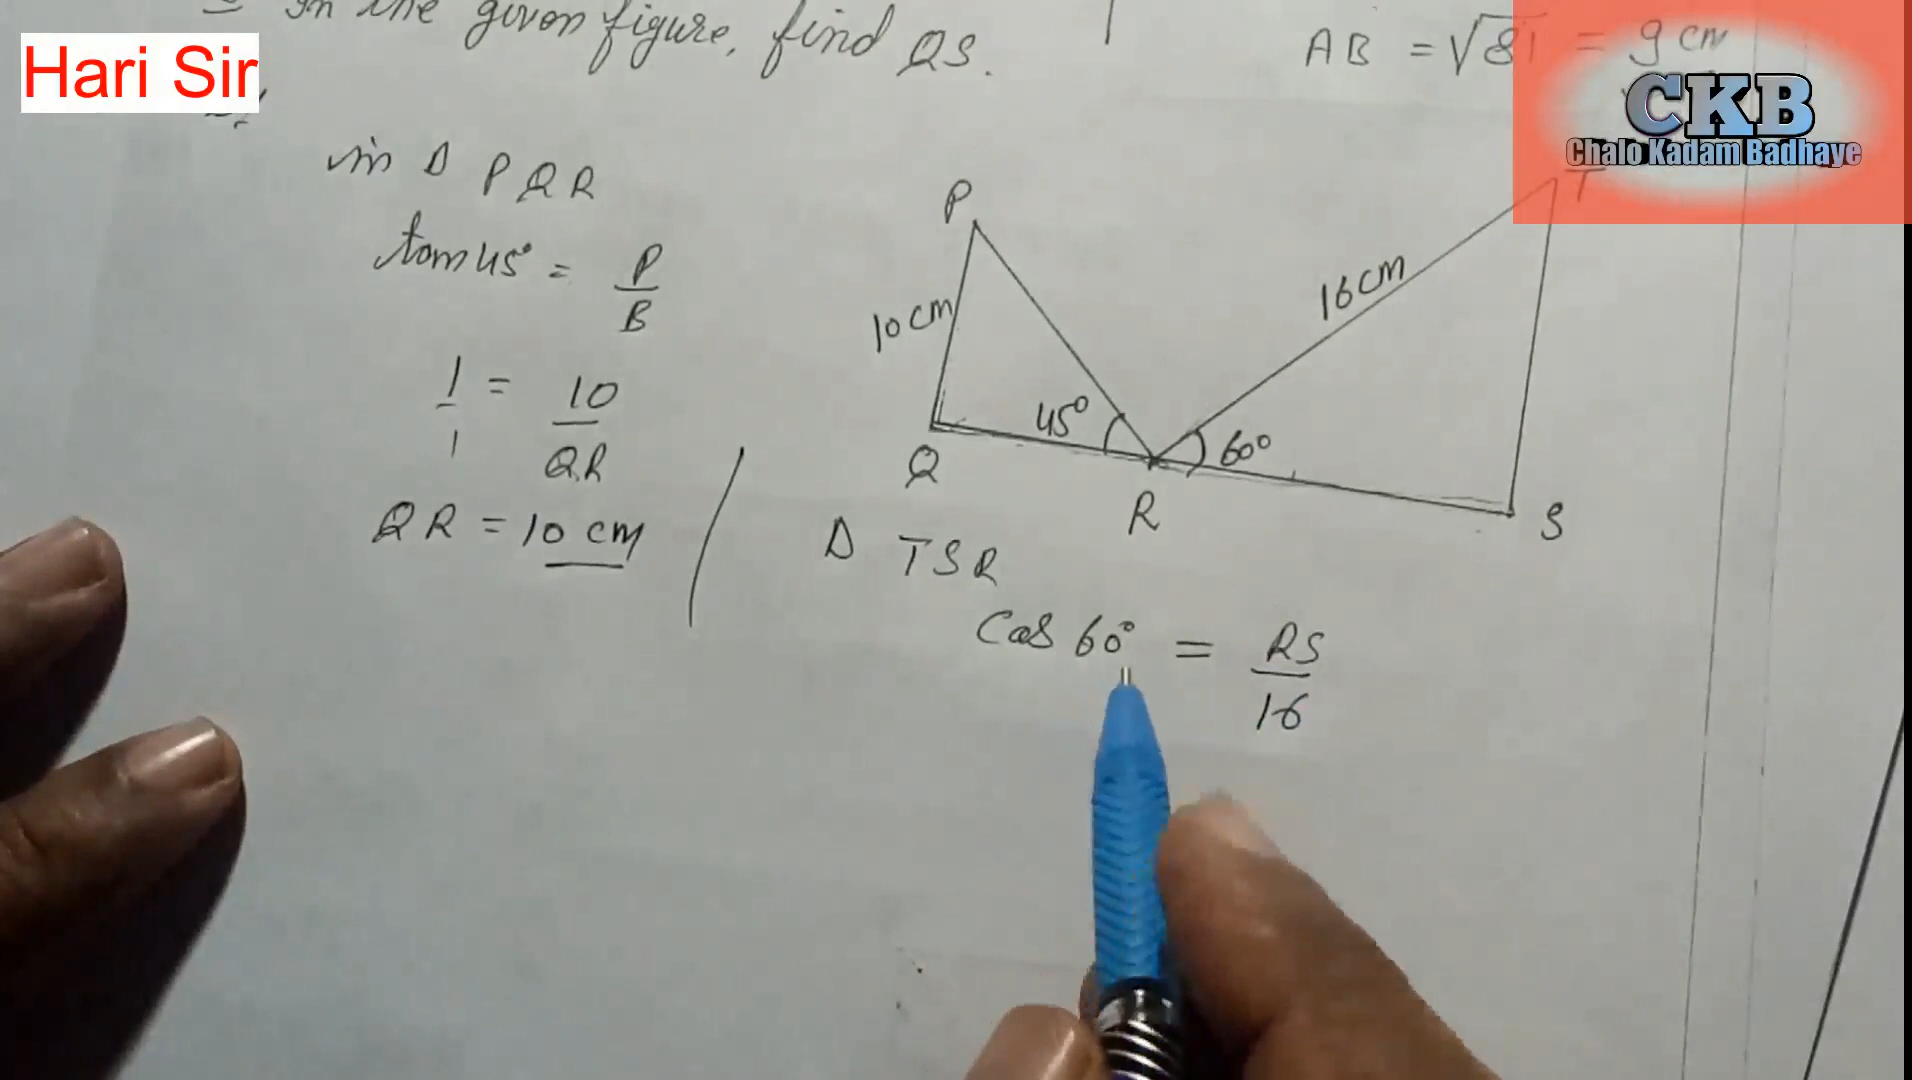 In the given figure, find QS.
AB = √81 = 9 cm
Hari Sir
CKB
Chalo Kadam Badhaye
in Δ PQR
tan 45° = P/B
1/1 = 10/QR
QR = 10 cm
P
T
10 cm
16 cm
45°
60°
Q
R
S
Δ TSR
Cos 60° = RS/16